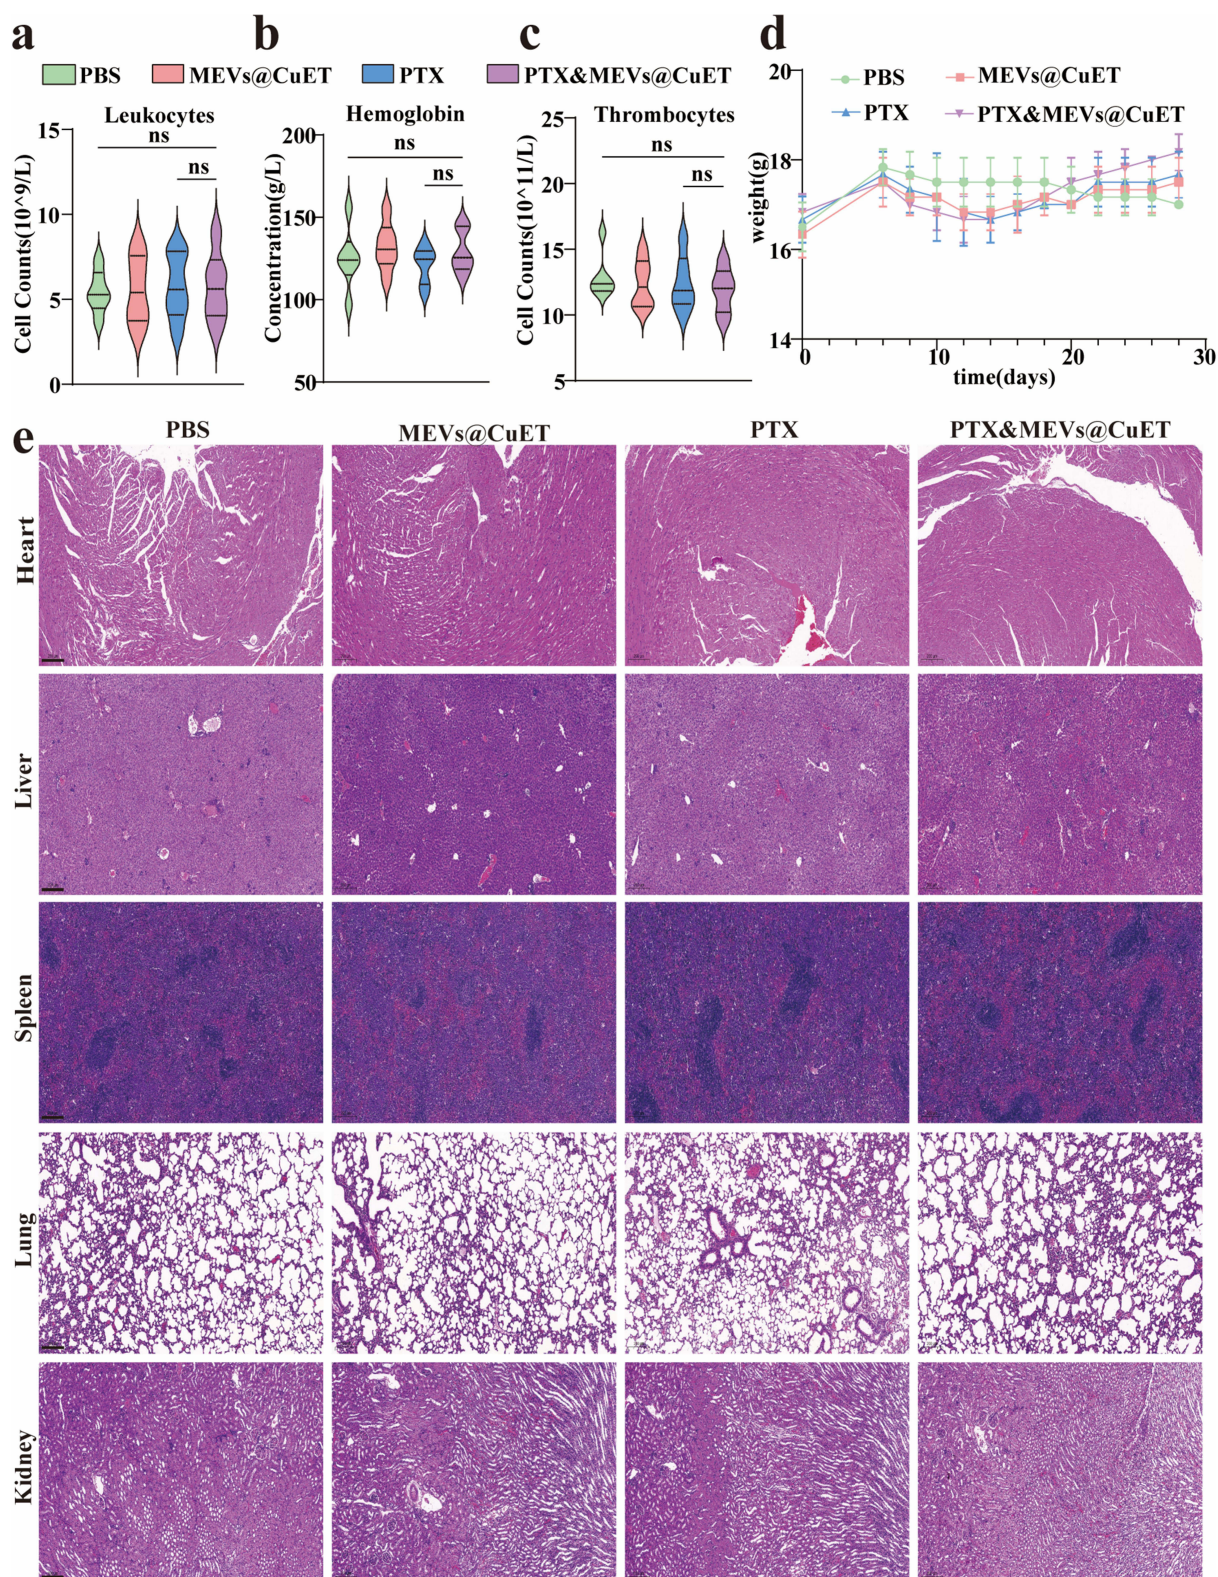 a b c d
PBS MEVs@CuET PTX PTX&MEVs@CuET
Leukocytes
ns
ns
Cell Counts(10^9/L)
15
10
5
0
Hemoglobin
ns
ns
Concentration(g/L)
200
150
100
50
Thrombocytes
ns
ns
Cell Counts(10^11/L)
25
20
15
10
5
PBS MEVs@CuET
PTX PTX&MEVs@CuET
weight(g)
20
18
16
14
0 10 20 30
time(days)
e
PBS MEVs@CuET PTX PTX&MEVs@CuET
Heart
Liver
Spleen
Lung
Kidney